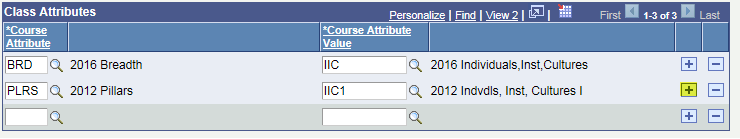 Class Attributes
Personalize | Find | View 2 | | First 1-3 of 3 Last
*Course Attribute *Course Attribute Value
BRD 2016 Breadth IIC 2016 Individuals,Inst,Cultures + −
PLRS 2012 Pillars IIC1 2012 Indvdls, Inst, Cultures I + −
+ −